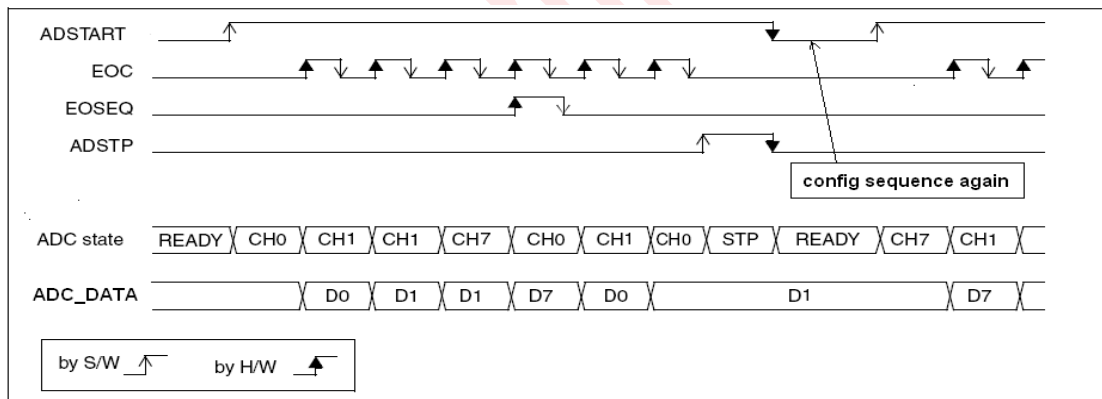 ADSTART
EOC
EOSEQ
ADSTP
config sequence again
ADC state READY CH0 CH1 CH1 CH7 CH0 CH1 CH0 STP READY CH7 CH1
ADC_DATA D0 D1 D1 D7 D0 D1 D7
by S/W by H/W